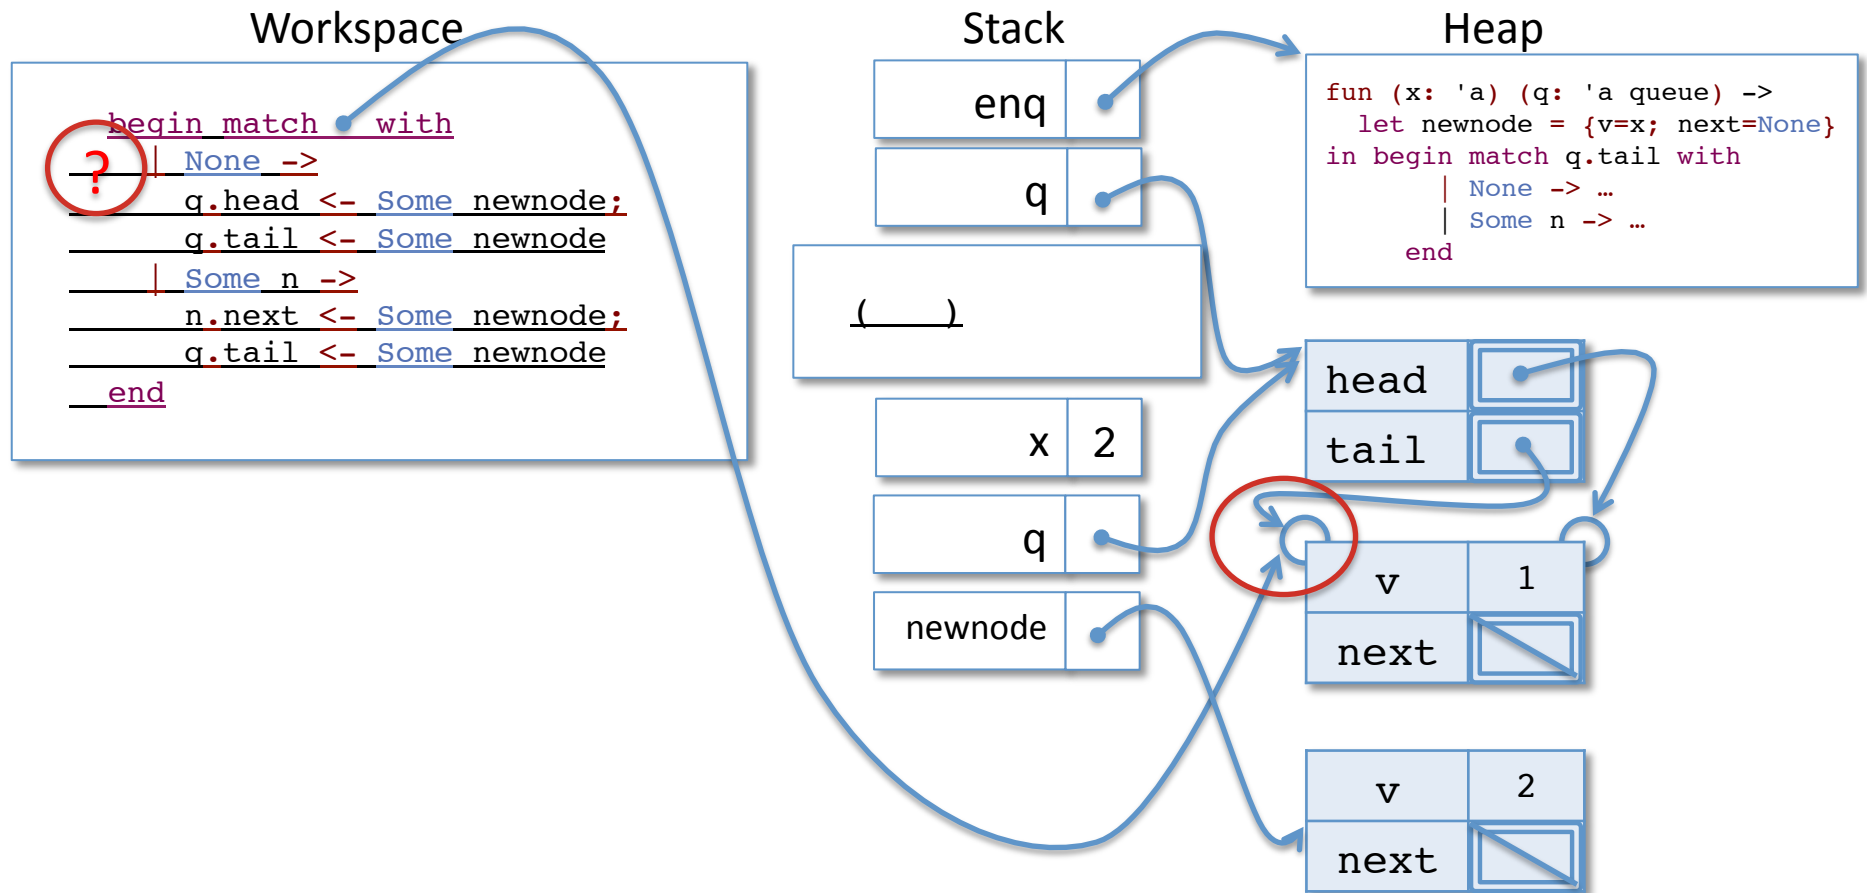 Workspace
begin match with
? | None ->
q.head <- Some newnode;
q.tail <- Some newnode
| Some n ->
n.next <- Some newnode;
q.tail <- Some newnode
end
Stack
enq
q
( )
x 2
q
newnode
Heap
fun (x: 'a) (q: 'a queue) ->
let newnode = {v=x; next=None}
in begin match q.tail with
| None -> …
| Some n -> …
end
head
tail
v 1
next
v 2
next